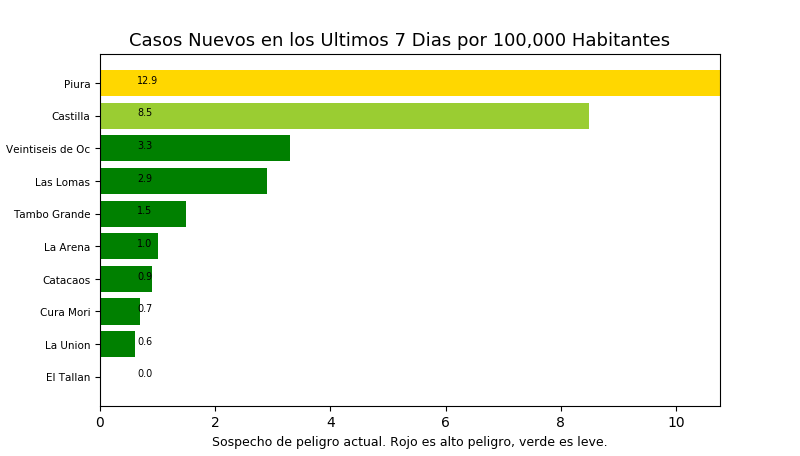 Casos Nuevos en los Ultimos 7 Dias por 100,000 Habitantes
Piura 12.9
Castilla 8.5
Veintiseis de Oc 3.3
Las Lomas 2.9
Tambo Grande 1.5
La Arena 1.0
Catacaos 0.9
Cura Mori 0.7
La Union 0.6
El Tallan 0.0
0 2 4 6 8 10
Sospecho de peligro actual. Rojo es alto peligro, verde es leve.